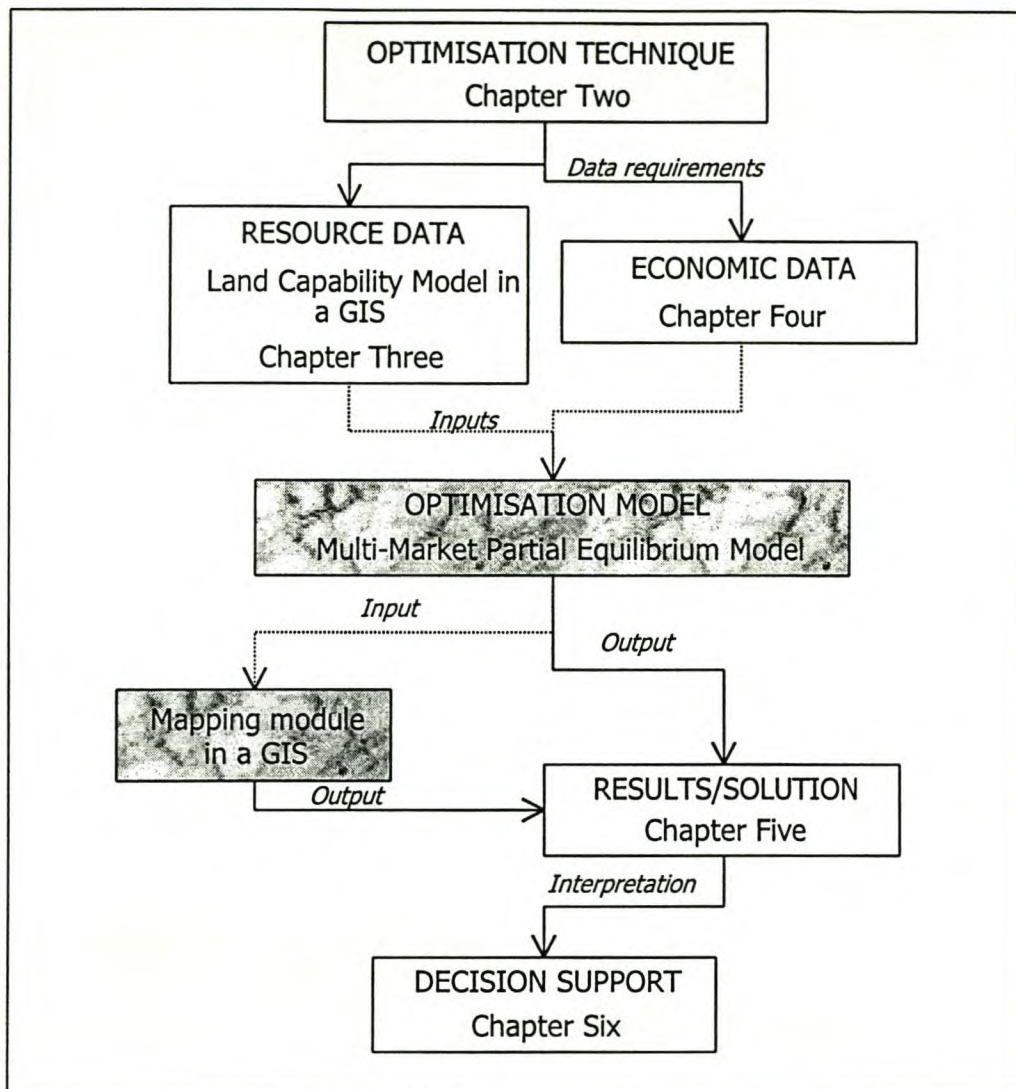 OPTIMISATION TECHNIQUE
Chapter Two
Data requirements
RESOURCE DATA
Land Capability Model in
a GIS
Chapter Three
ECONOMIC DATA
Chapter Four
Inputs
OPTIMISATION MODEL
Multi-Market Partial Equilibrium Model
Input
Output
Mapping module
in a GIS
Output
RESULTS/SOLUTION
Chapter Five
Interpretation
DECISION SUPPORT
Chapter Six